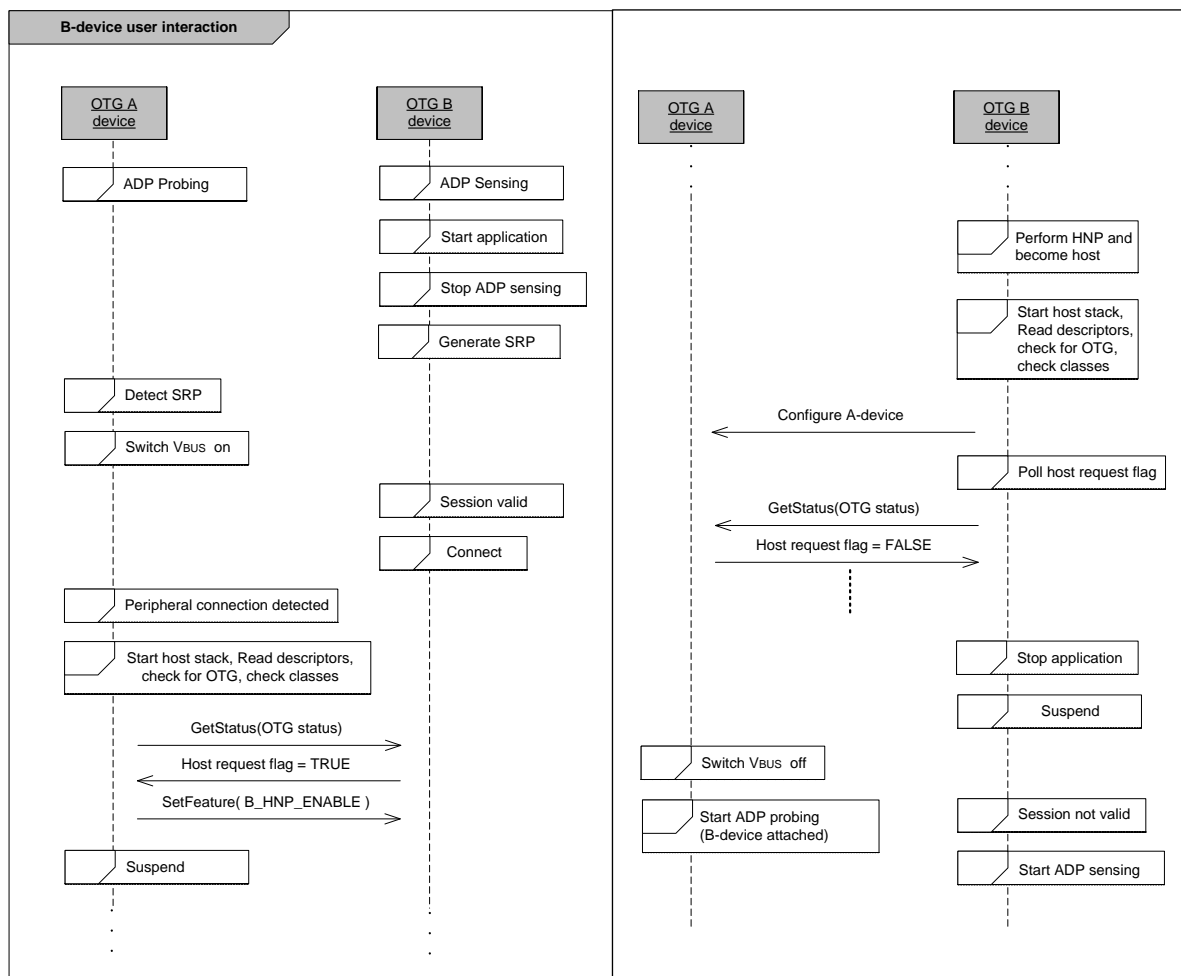 B-device user interaction
OTG A
device
OTG B
device
ADP Probing
ADP Sensing
Start application
Stop ADP sensing
Generate SRP
Detect SRP
Switch VBUS on
Session valid
Connect
Peripheral connection detected
Start host stack, Read descriptors,
check for OTG, check classes
GetStatus(OTG status)
Host request flag = TRUE
SetFeature( B_HNP_ENABLE )
Suspend
OTG A
device
OTG B
device
Perform HNP and
become host
Start host stack,
Read descriptors,
check for OTG,
check classes
Configure A-device
Poll host request flag
GetStatus(OTG status)
Host request flag = FALSE
Stop application
Suspend
Switch VBUS off
Start ADP probing
(B-device attached)
Session not valid
Start ADP sensing